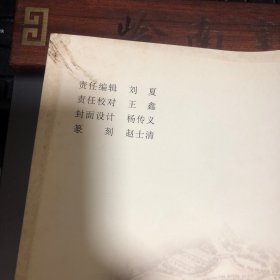 责任编辑 刘 夏
责任校对 王 鑫
封面设计 杨传义
篆 刻 赵士清